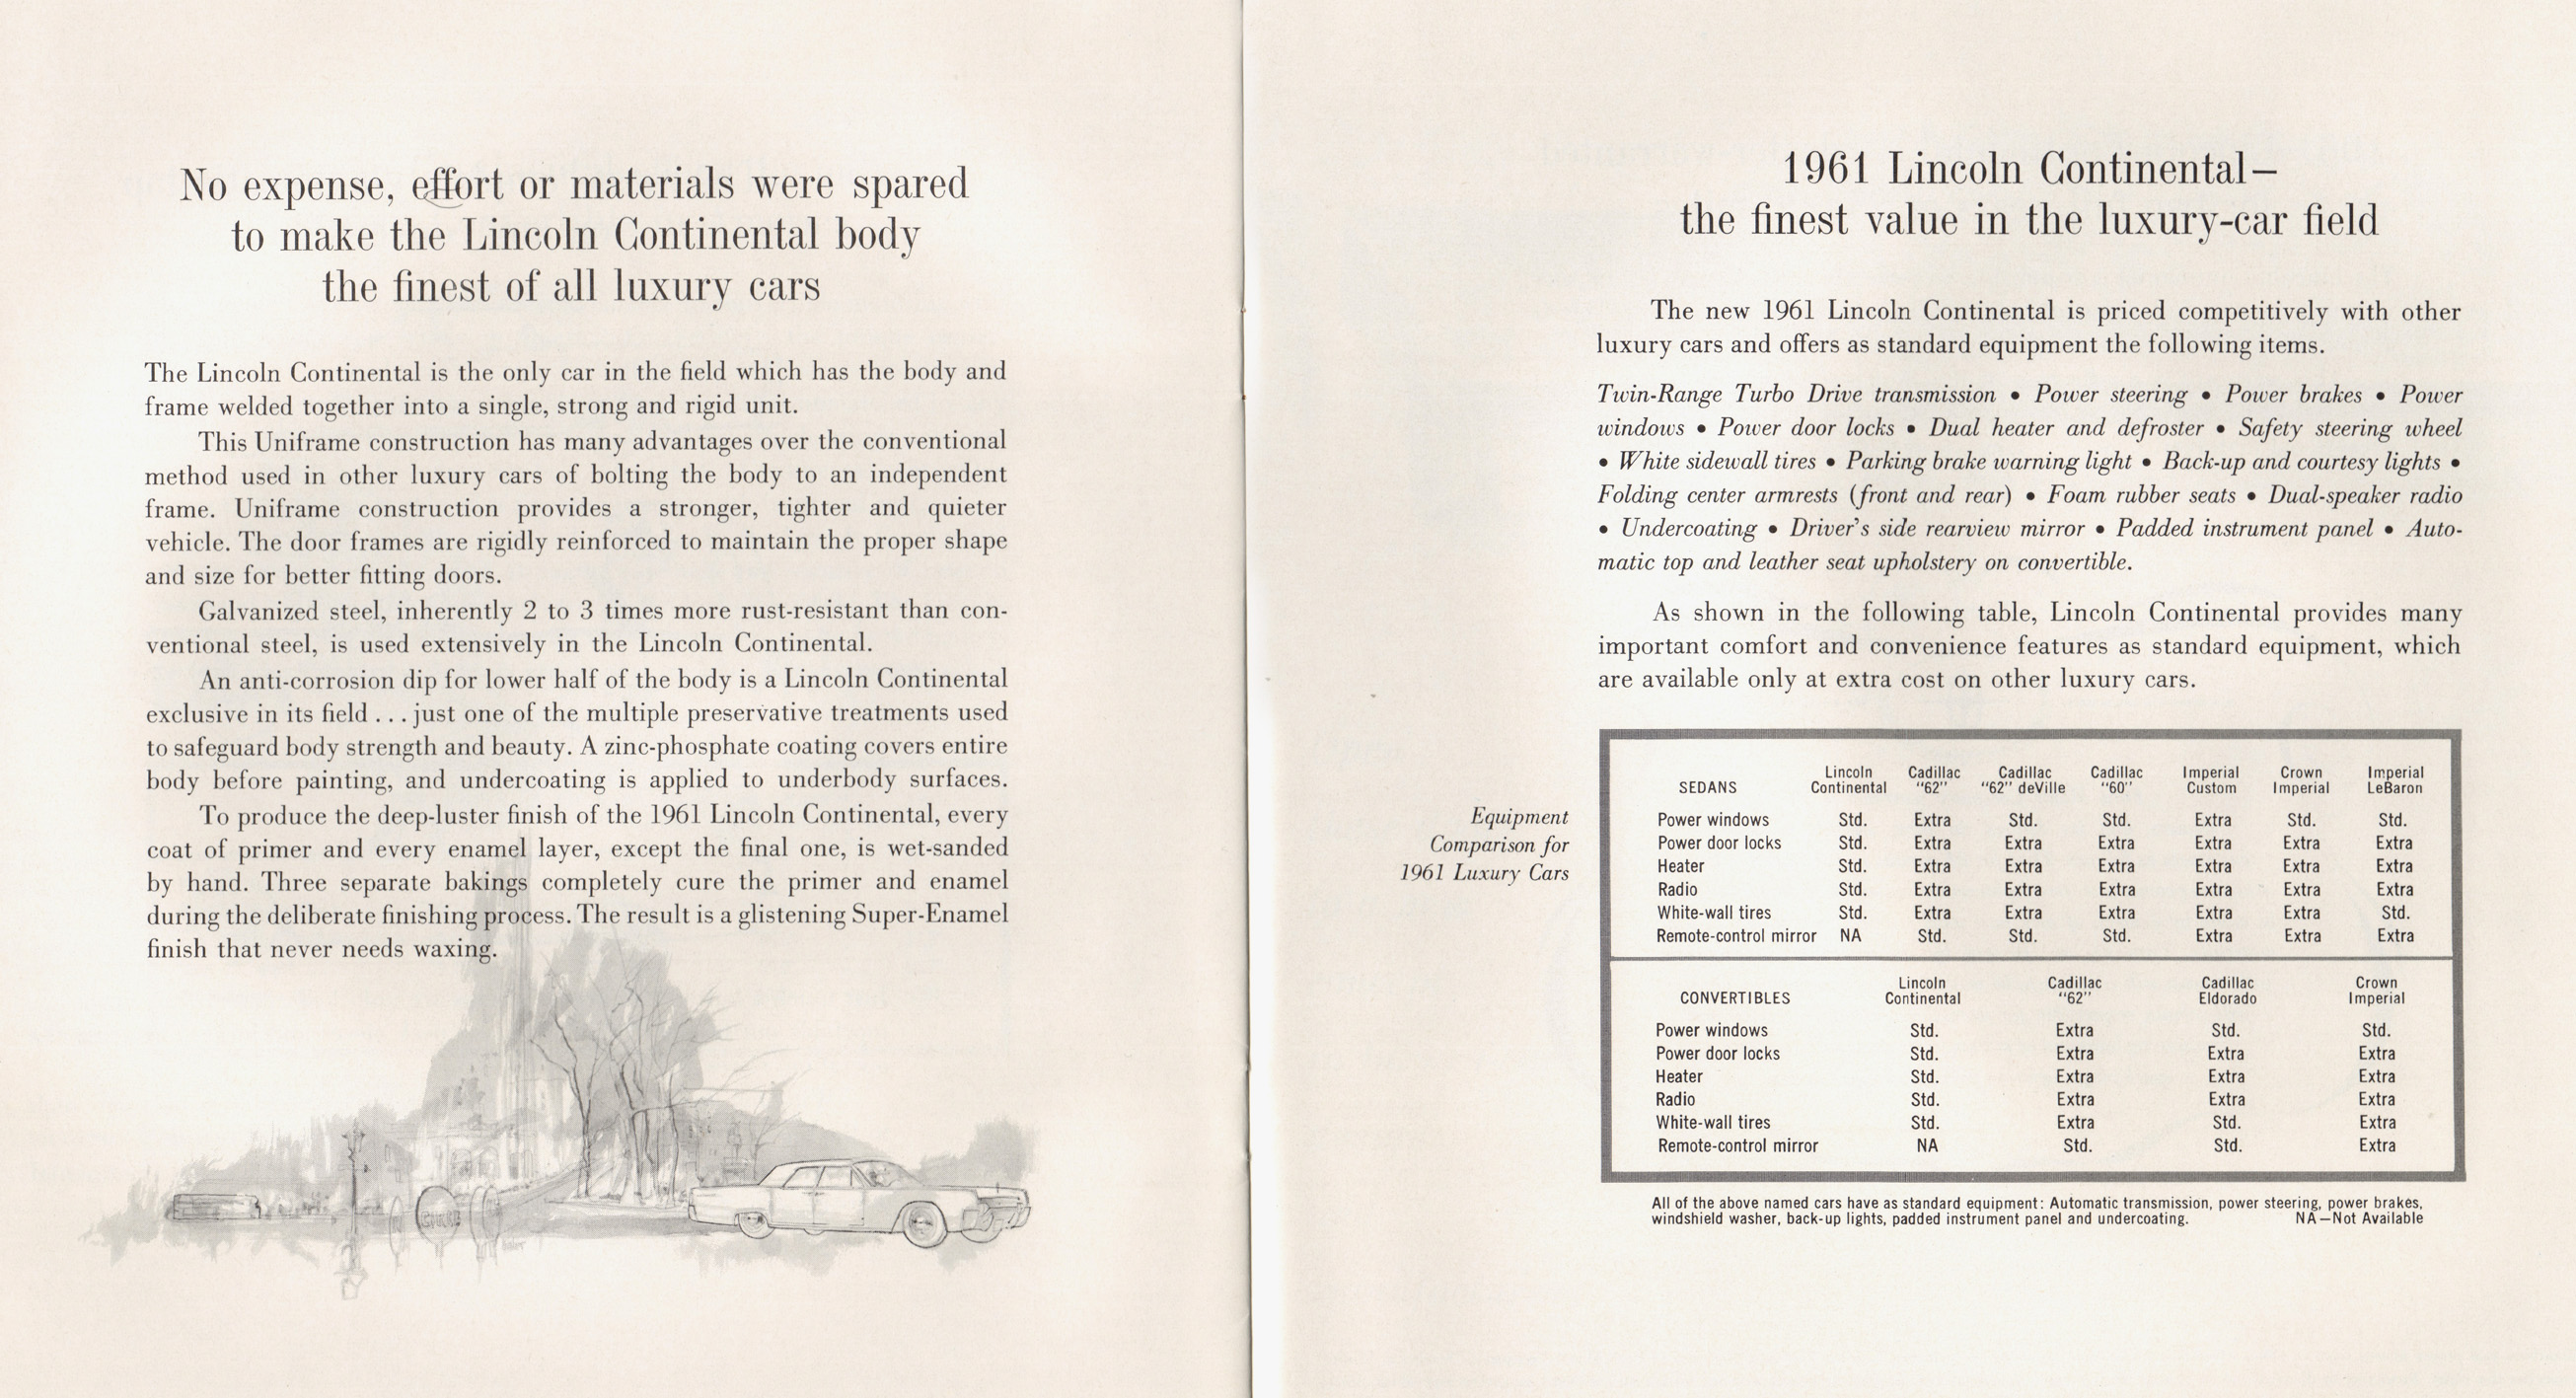 No expense, effort or materials were spared
to make the Lincoln Continental body
the finest of all luxury cars
The Lincoln Continental is the only car in the field which has the body and
frame welded together into a single, strong and rigid unit.
This Uniframe construction has many advantages over the conventional
method used in other luxury cars of bolting the body to an independent
frame. Uniframe construction provides a stronger, tighter and quieter
vehicle. The door frames are rigidly reinforced to maintain the proper shape
and size for better fitting doors.
Galvanized steel, inherently 2 to 3 times more rust-resistant than con-
ventional steel, is used extensively in the Lincoln Continental.
An anti-corrosion dip for lower half of the body is a Lincoln Continental
exclusive in its field . . . just one of the multiple preservative treatments used
to safeguard body strength and beauty. A zinc-phosphate coating covers entire
body before painting, and undercoating is applied to underbody surfaces.
To produce the deep-luster finish of the 1961 Lincoln Continental, every
coat of primer and every enamel layer, except the final one, is wet-sanded
by hand. Three separate bakings completely cure the primer and enamel
during the deliberate finishing process. The result is a glistening Super-Enamel
finish that never needs waxing.
1961 Lincoln Continental—
the finest value in the luxury-car field
The new 1961 Lincoln Continental is priced competitively with other
luxury cars and offers as standard equipment the following items.
Twin-Range Turbo Drive transmission • Power steering • Power brakes • Power
windows • Power door locks • Dual heater and defroster • Safety steering wheel
• White sidewall tires • Parking brake warning light • Back-up and courtesy lights •
Folding center armrests (front and rear) • Foam rubber seats • Dual-speaker radio
• Undercoating • Driver's side rearview mirror • Padded instrument panel • Auto-
matic top and leather seat upholstery on convertible.
As shown in the following table, Lincoln Continental provides many
important comfort and convenience features as standard equipment, which
are available only at extra cost on other luxury cars.
Equipment
Comparison for
1961 Luxury Cars
SEDANS Lincoln Continental Cadillac "62" Cadillac "62" deVille Cadillac "60" Imperial Custom Crown Imperial Imperial LeBaron
Power windows Std. Extra Std. Std. Extra Std. Std.
Power door locks Std. Extra Extra Extra Extra Extra Extra
Heater Std. Extra Extra Extra Extra Extra Extra
Radio Std. Extra Extra Extra Extra Extra Extra
White-wall tires Std. Extra Extra Extra Extra Extra Std.
Remote-control mirror NA Std. Std. Std. Extra Extra Extra
CONVERTIBLES Lincoln Continental Cadillac "62" Cadillac Eldorado Crown Imperial
Power windows Std. Extra Std. Std.
Power door locks Std. Extra Extra Extra
Heater Std. Extra Extra Extra
Radio Std. Extra Extra Extra
White-wall tires Std. Extra Std. Extra
Remote-control mirror NA Std. Std. Extra
All of the above named cars have as standard equipment: Automatic transmission, power steering, power brakes,
windshield washer, back-up lights, padded instrument panel and undercoating. NA—Not Available